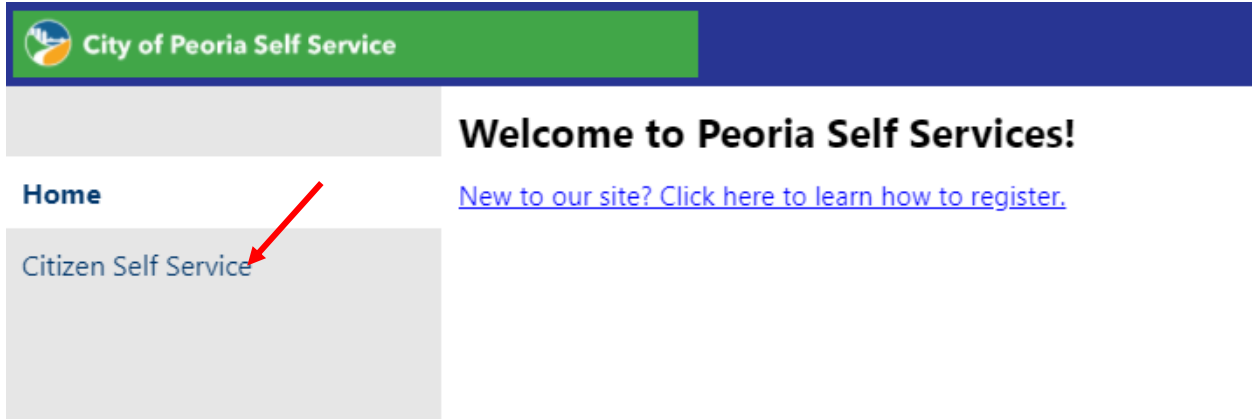 City of Peoria Self Service
Welcome to Peoria Self Services!
Home
New to our site? Click here to learn how to register.
Citizen Self Service